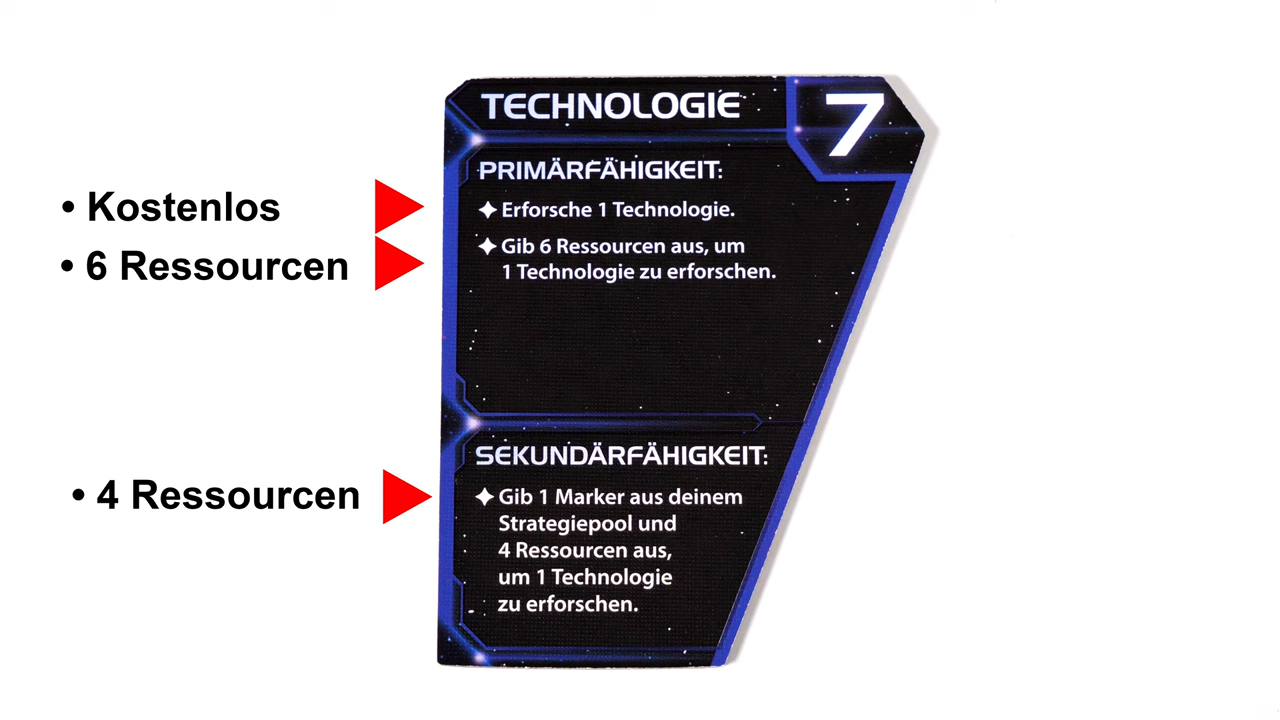 TECHNOLOGIE
7
PRIMÄRFÄHIGKEIT:
• Kostenlos
Erforsche 1 Technologie.
• 6 Ressourcen
Gib 6 Ressourcen aus, um
1 Technologie zu erforschen.
SEKUNDÄRFÄHIGKEIT:
• 4 Ressourcen
Gib 1 Marker aus deinem
Strategiepool und
4 Ressourcen aus,
um 1 Technologie
zu erforschen.